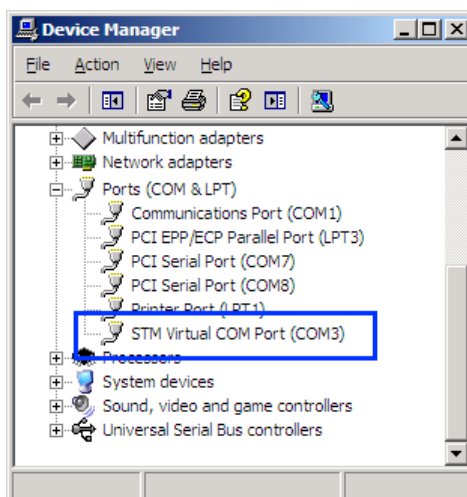 Device Manager
File Action View Help
Multifunction adapters
Network adapters
Ports (COM & LPT)
Communications Port (COM1)
PCI EPP/ECP Parallel Port (LPT3)
PCI Serial Port (COM7)
PCI Serial Port (COM8)
Printer Port (LPT1)
STM Virtual COM Port (COM3)
Processors
System devices
Sound, video and game controllers
Universal Serial Bus controllers